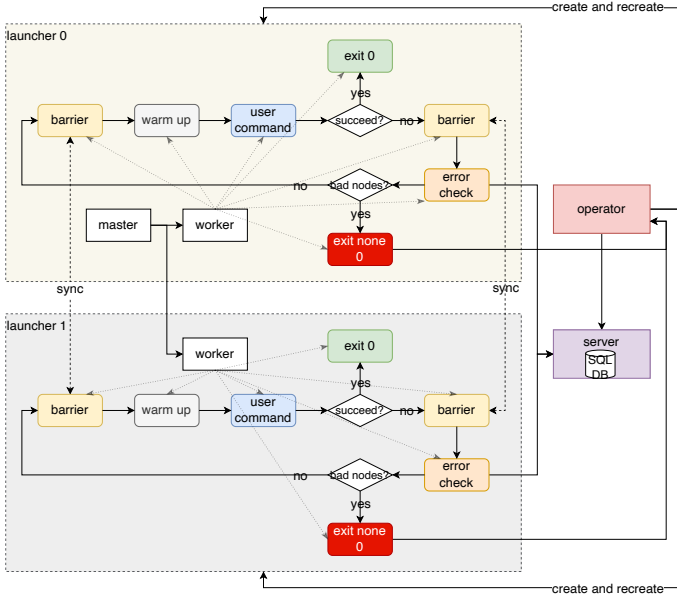 create and recreate
launcher 0
exit 0
yes
barrier
warm up
user
command
succeed?
no
barrier
no
bad nodes?
error
check
master
worker
yes
operator
exit none
0
sync
sync
launcher 1
worker
exit 0
server
SQL
DB
yes
barrier
warm up
user
command
succeed?
no
barrier
no
bad nodes?
error
check
yes
exit none
0
create and recreate